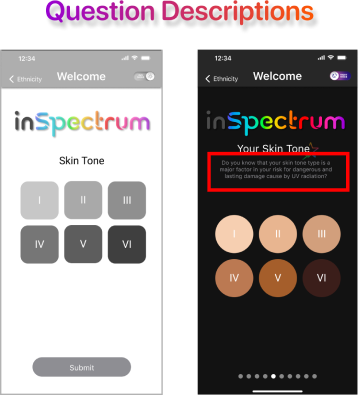 Question Descriptions
12:34
Ethnicity
Welcome
inSpectrum
Skin Tone
I
II
III
IV
V
VI
Submit
12:34
Ethnicity
Welcome
inSpectrum
Your Skin Tone
Do you know that your skin tone type is a
major factor in your risk for dangerous and
lasting damage cause by UV radiation?
I
II
III
IV
V
VI